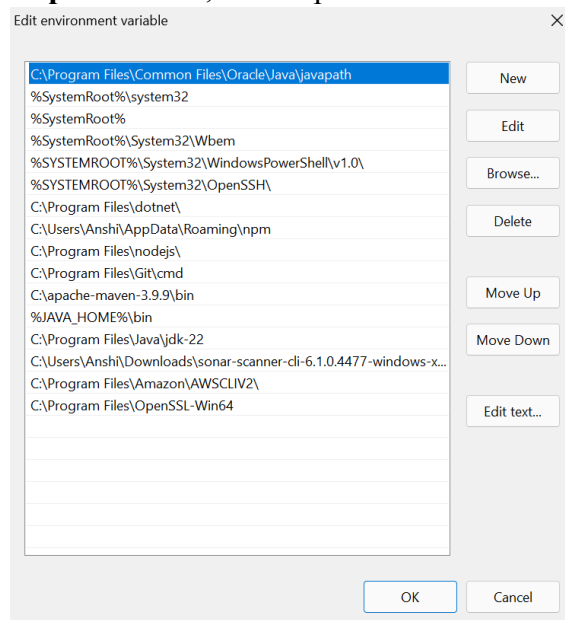 Edit environment variable
C:\Program Files\Common Files\Oracle\Java\javapath
%SystemRoot%\system32
%SystemRoot%
%SystemRoot%\System32\Wbem
%SYSTEMROOT%\System32\WindowsPowerShell\v1.0\
%SYSTEMROOT%\System32\OpenSSH\
C:\Program Files\dotnet\
C:\Users\Anshi\AppData\Roaming\npm
C:\Program Files\nodejs\
C:\Program Files\Git\cmd
C:\apache-maven-3.9.9\bin
%JAVA_HOME%\bin
C:\Program Files\Java\jdk-22
C:\Users\Anshi\Downloads\sonar-scanner-cli-6.1.0.4477-windows-x...
C:\Program Files\Amazon\AWSCLIV2\
C:\Program Files\OpenSSL-Win64
New
Edit
Browse...
Delete
Move Up
Move Down
Edit text...
OK
Cancel